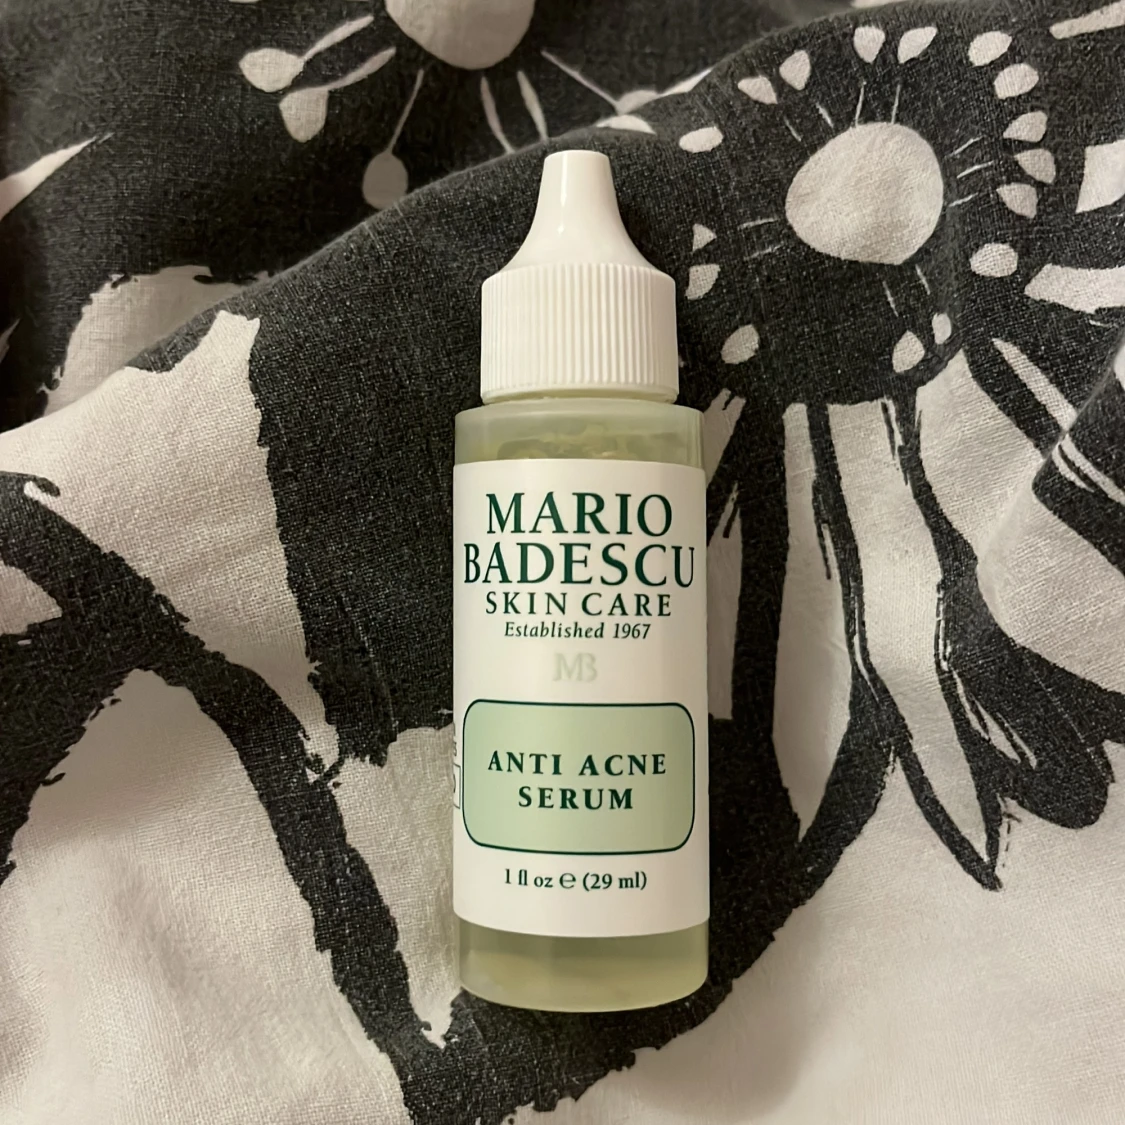 MARIO
BADESCU
SKIN CARE
Established 1967
MB
ANTI ACNE
SERUM
1 fl oz ℮ (29 ml)